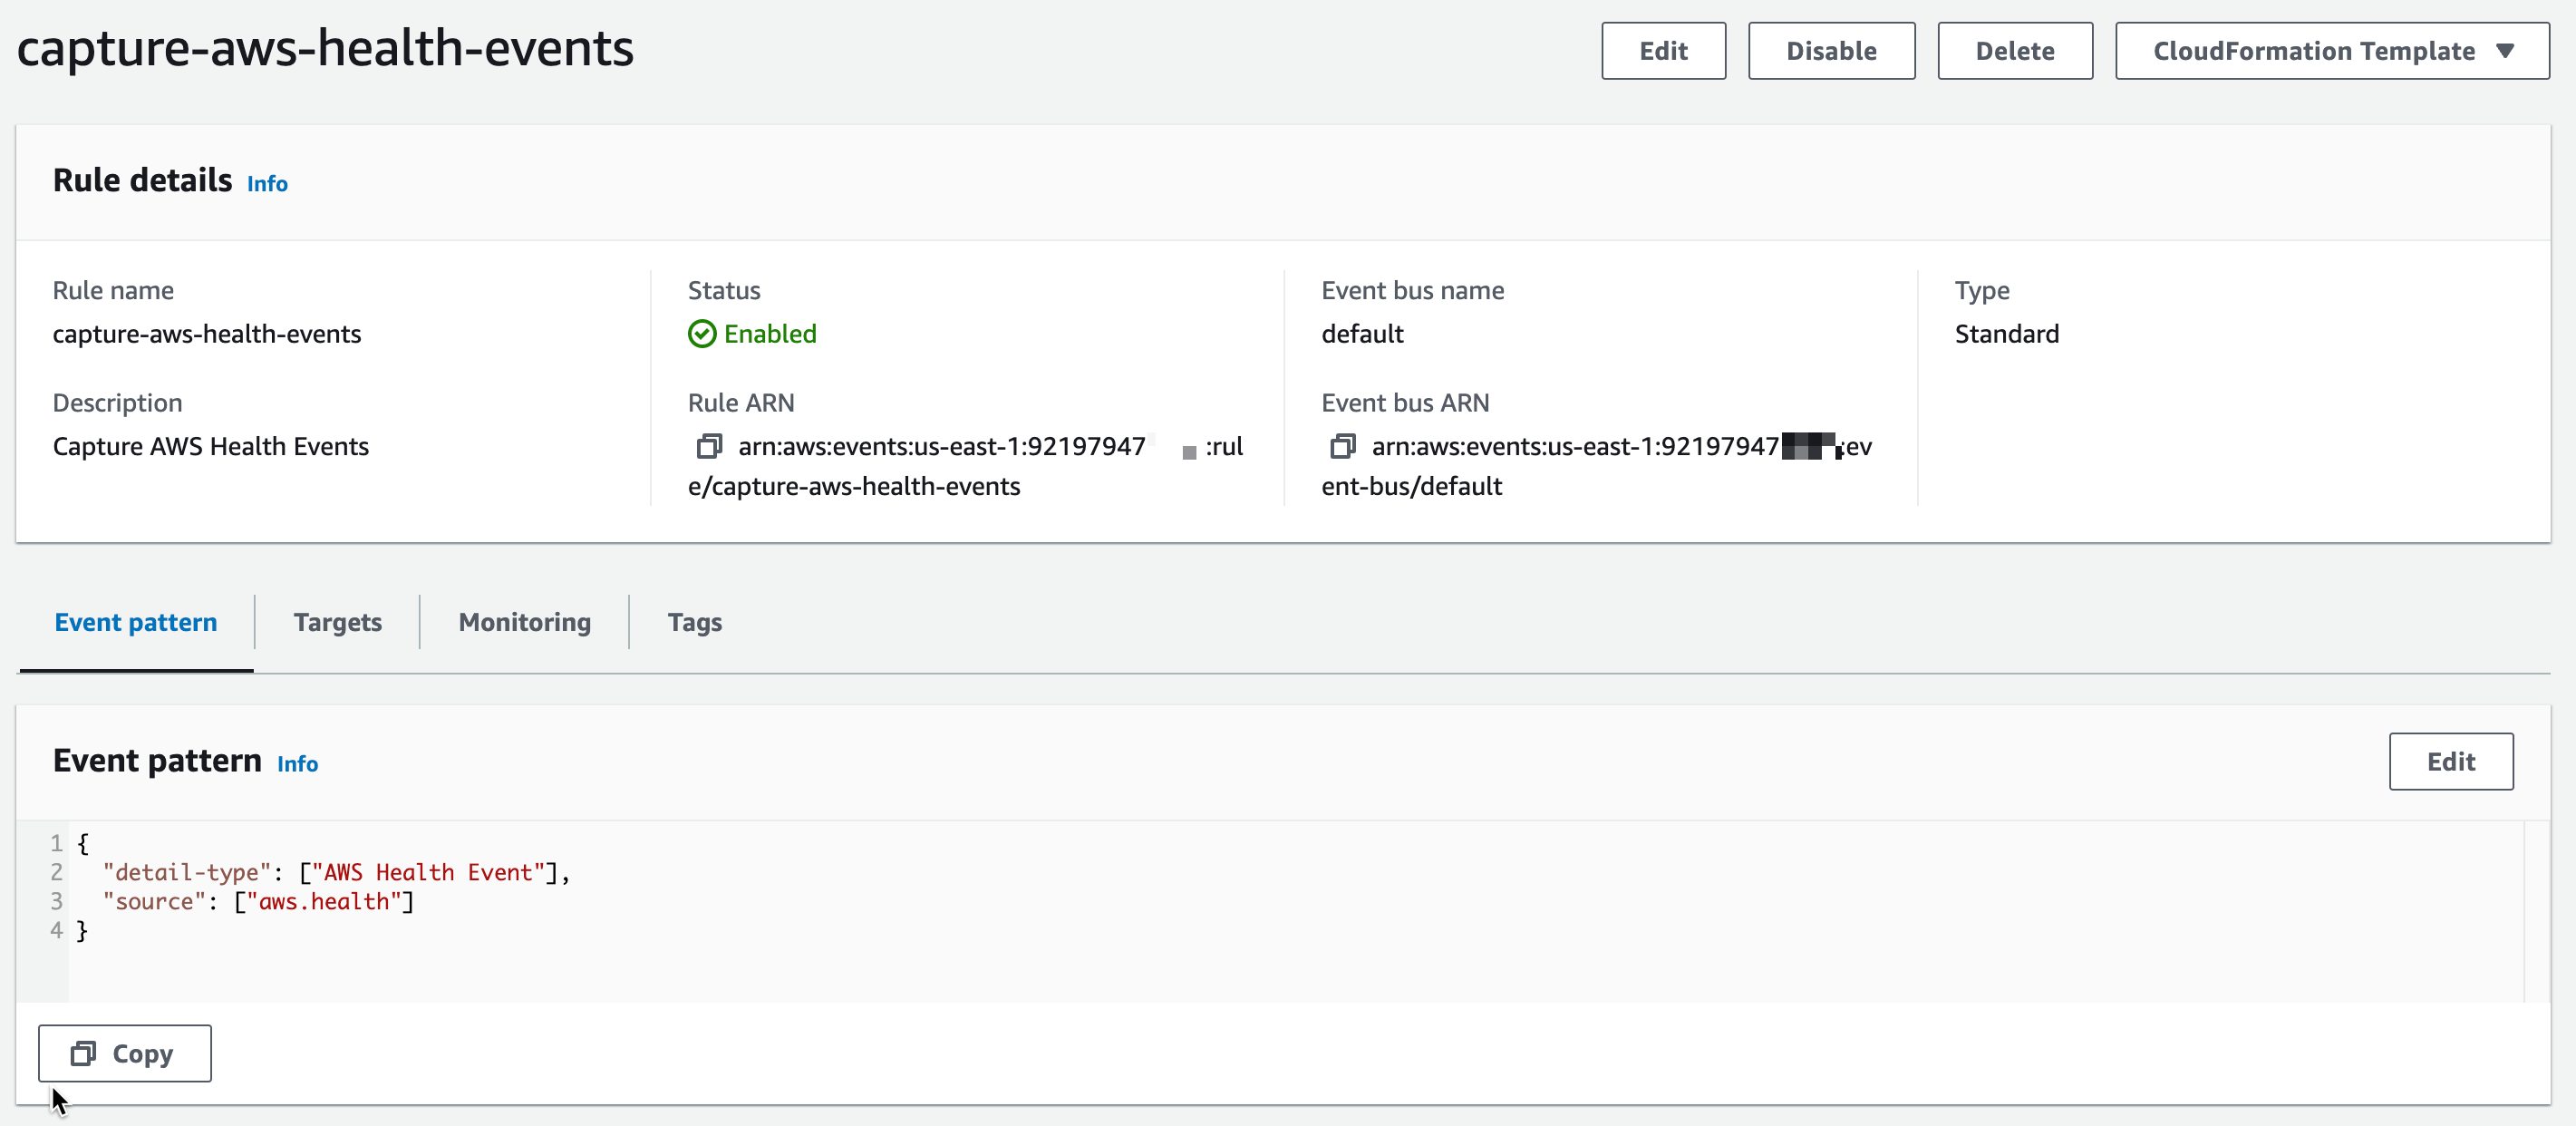 capture-aws-health-events
Edit
Disable
Delete
CloudFormation Template
Rule details Info
Rule name
capture-aws-health-events
Description
Capture AWS Health Events
Status
Enabled
Rule ARN
arn:aws:events:us-east-1:92197947 :rul
e/capture-aws-health-events
Event bus name
default
Event bus ARN
arn:aws:events:us-east-1:92197947 :ev
ent-bus/default
Type
Standard
Event pattern
Targets
Monitoring
Tags
Event pattern Info
Edit
1 {
2 "detail-type": ["AWS Health Event"],
3 "source": ["aws.health"]
4 }
Copy